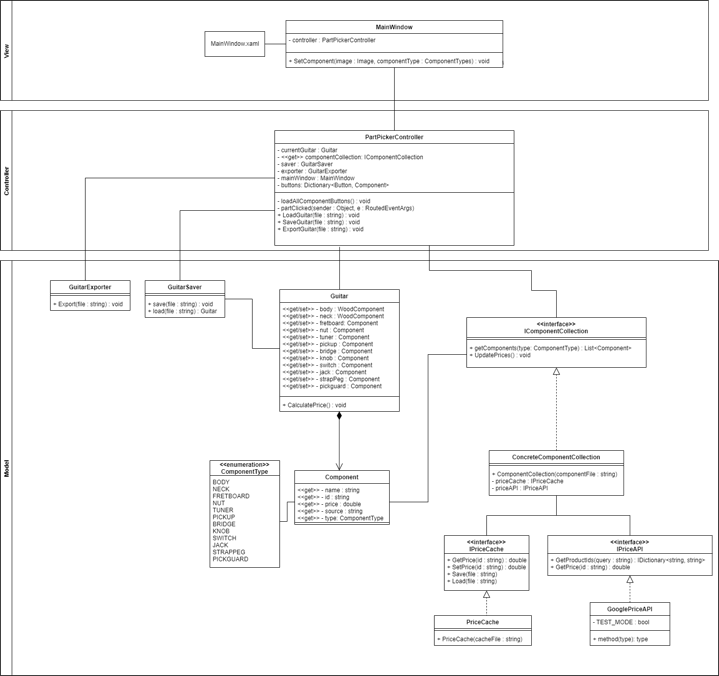 View
MainWindow.xaml
MainWindow
- controller : PartPickerController
+ SetComponent(image : Image, componentType : ComponentTypes) : void
Controller
PartPickerController
- currentGuitar : Guitar
- <<get>> componentCollection: IComponentCollection
- saver : GuitarSaver
- exporter : GuitarExporter
- mainWindow : MainWindow
- buttons: Dictionary<Button, Component>
- loadAllComponentButtons() : void
- partClicked(sender : Object, e : RoutedEventArgs)
+ LoadGuitar(file : string) : void
+ SaveGuitar(file : string) : void
+ ExportGuitar(file : string) : void
Model
GuitarExporter
+ Export(file : string) : void
GuitarSaver
+ save(file : string) : void
+ load(file : string) : Guitar
Guitar
<<get/set>> - body : WoodComponent
<<get/set>> - neck : WoodComponent
<<get/set>> - fretboard: Component
<<get/set>> - nut : Component
<<get/set>> - tuner : Component
<<get/set>> - pickup : Component
<<get/set>> - bridge : Component
<<get/set>> - knob : Component
<<get/set>> - switch : Component
<<get/set>> - jack : Component
<<get/set>> - strapPeg : Component
<<get/set>> - pickguard : Component
+ CalculatePrice() : void
<<interface>>
IComponentCollection
+ getComponents(type: ComponentType) : List<Component>
+ UpdatePrices() : void
<<enumeration>>
ComponentType
BODY
NECK
FRETBOARD
NUT
TUNER
PICKUP
BRIDGE
KNOB
SWITCH
JACK
STRAPPEG
PICKGUARD
Component
<<get>> - name : string
<<get>> - id : string
<<get>> - price : double
<<get>> - source : string
<<get>> - type: ComponentType
ConcreteComponentCollection
+ ComponentCollection(componentFile : string)
- priceCache : IPriceCache
- priceAPI : IPriceAPI
<<interface>>
IPriceCache
+ GetPrice(id : string) : double
+ SetPrice(id : string) : double
+ Save(file : string)
+ Load(file : string)
<<interface>>
IPriceAPI
+ GetProductIds(query : string) : IDictionary<string, string>
+ GetPrice(id : string) : double
PriceCache
+ PriceCache(cacheFile : string)
GooglePriceAPI
- TEST_MODE : bool
+ method(type): type